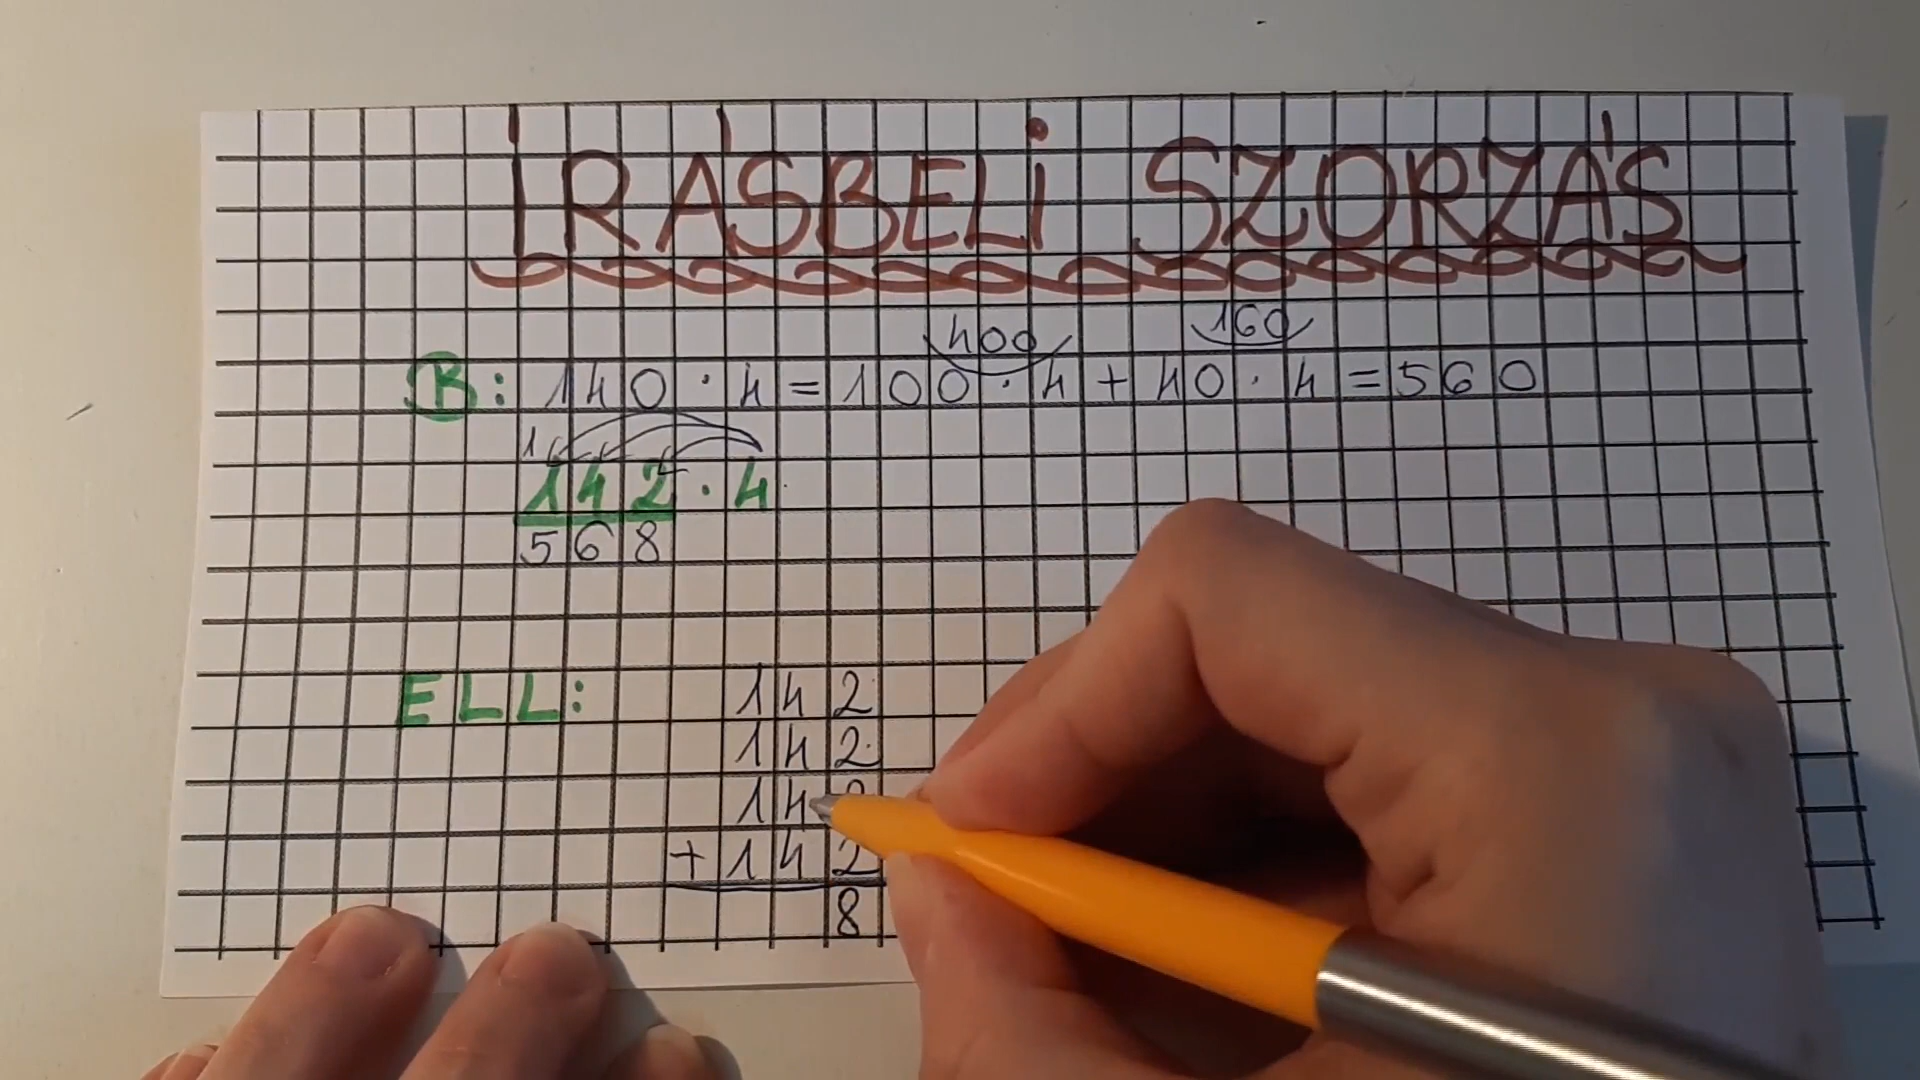 ÍRÁSBELI SZORZÁS
400 160
B: 140 · 4 = 100 · 4 + 40 · 4 = 560
1
142 · 4
568
ELL: 142
142
14
+ 142
8